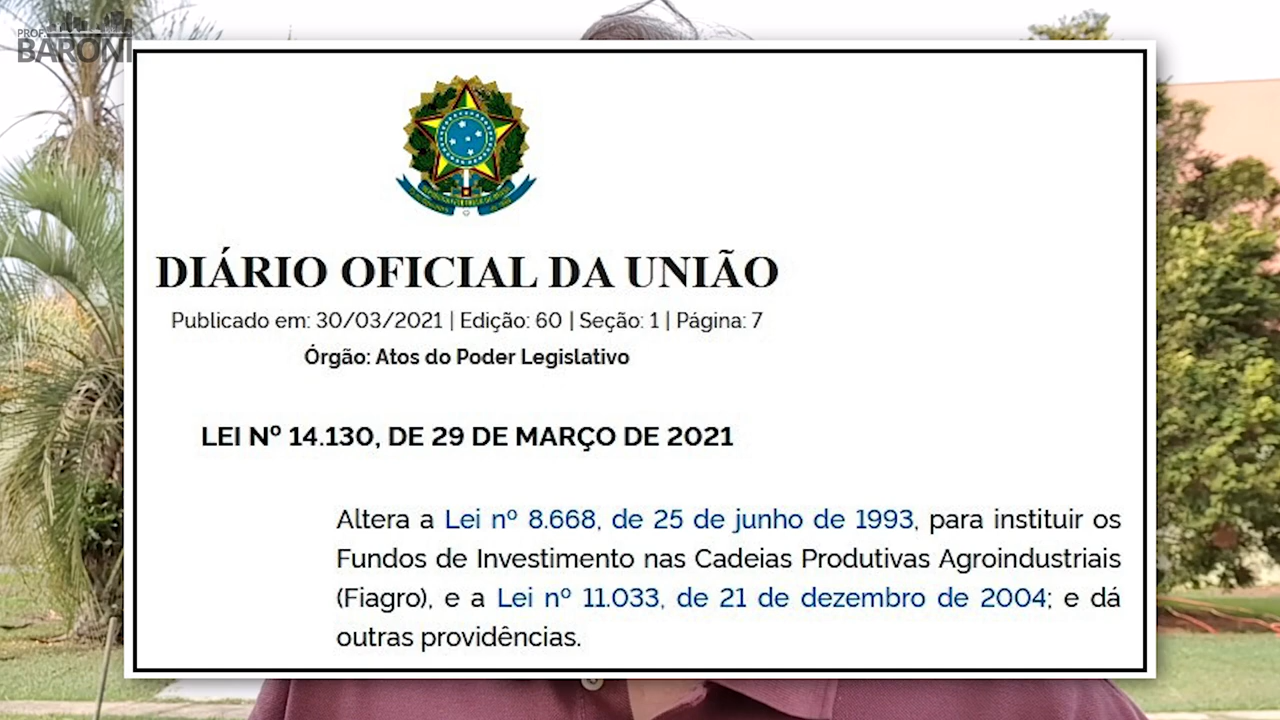 PROF.
BARONI
DIÁRIO OFICIAL DA UNIÃO
Publicado em: 30/03/2021 | Edição: 60 | Seção: 1 | Página: 7
Órgão: Atos do Poder Legislativo
LEI Nº 14.130, DE 29 DE MARÇO DE 2021
Altera a Lei nº 8.668, de 25 de junho de 1993, para instituir os
Fundos de Investimento nas Cadeias Produtivas Agroindustriais
(Fiagro), e a Lei nº 11.033, de 21 de dezembro de 2004; e dá
outras providências.